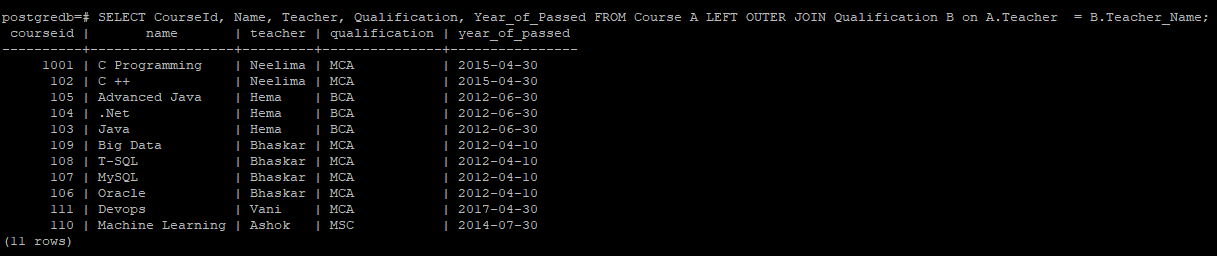 postgredb=# SELECT CourseId, Name, Teacher, Qualification, Year_of_Passed FROM Course A LEFT OUTER JOIN Qualification B on A.Teacher  = B.Teacher_Name;
 courseid |       name       | teacher | qualification | year_of_passed
----------+------------------+---------+---------------+----------------
     1001 | C Programming    | Neelima | MCA           | 2015-04-30
      102 | C ++             | Neelima | MCA           | 2015-04-30
      105 | Advanced Java    | Hema    | BCA           | 2012-06-30
      104 | .Net             | Hema    | BCA           | 2012-06-30
      103 | Java             | Hema    | BCA           | 2012-06-30
      109 | Big Data         | Bhaskar | MCA           | 2012-04-10
      108 | T-SQL            | Bhaskar | MCA           | 2012-04-10
      107 | MySQL            | Bhaskar | MCA           | 2012-04-10
      106 | Oracle           | Bhaskar | MCA           | 2012-04-10
      111 | Devops           | Vani    | MCA           | 2017-04-30
      110 | Machine Learning | Ashok   | MSC           | 2014-07-30
(11 rows)